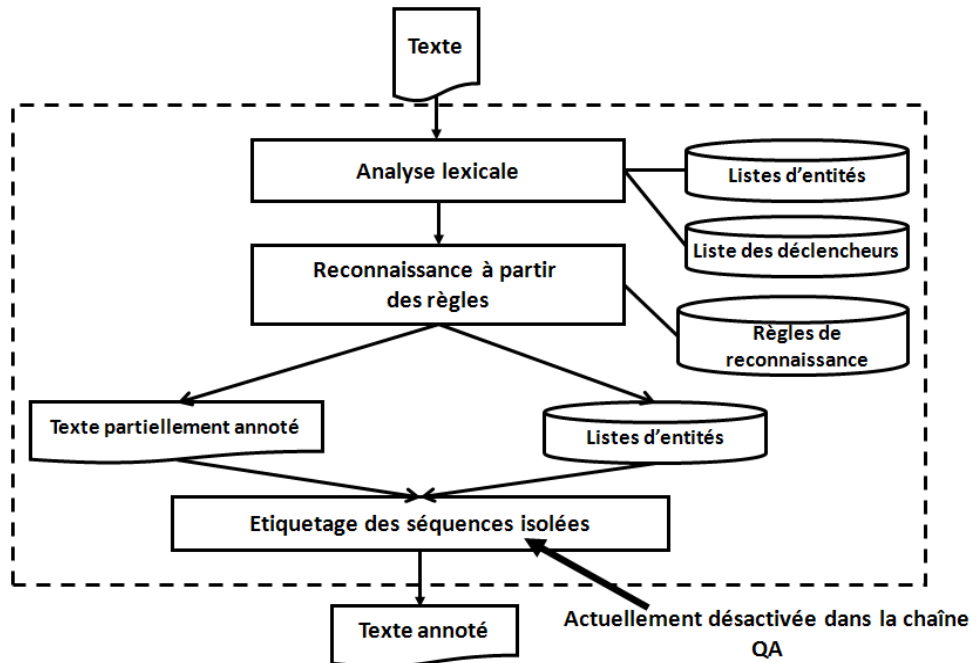 Texte
Analyse lexicale
Listes d'entités
Liste des déclencheurs
Reconnaissance à partir
des règles
Règles de
reconnaissance
Texte partiellement annoté
Listes d'entités
Etiquetage des séquences isolées
Actuellement désactivée dans la chaîne
QA
Texte annoté